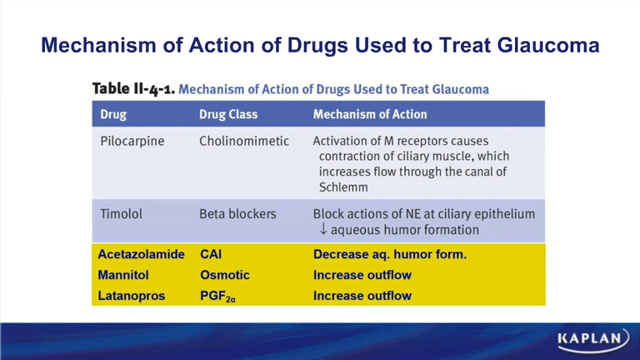 Mechanism of Action of Drugs Used to Treat Glaucoma
Table II-4-1. Mechanism of Action of Drugs Used to Treat Glaucoma
Drug Drug Class Mechanism of Action
Pilocarpine Cholinomimetic Activation of M receptors causes
contraction of ciliary muscle, which
increases flow through the canal of
Schlemm
Timolol Beta blockers Block actions of NE at ciliary epithelium
↓ aqueous humor formation
Acetazolamide CAI Decrease aq. humor form.
Mannitol Osmotic Increase outflow
Latanopros PGF2α Increase outflow
KAPLAN